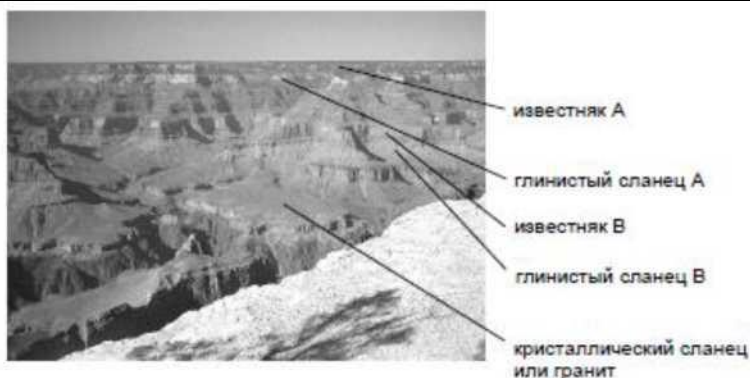 известняк А
глинистый сланец А
известняк В
глинистый сланец В
кристаллический сланец
или гранит